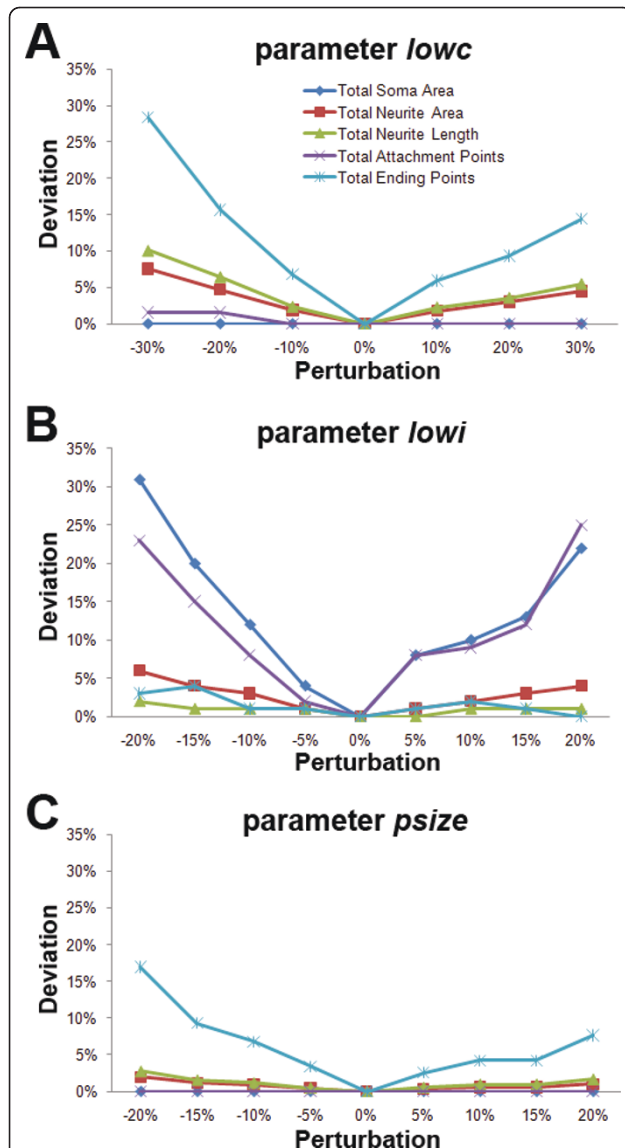 A
parameter lowc
35%
30%
25%
20%
15%
10%
5%
0%
Deviation
Total Soma Area
Total Neurite Area
Total Neurite Length
Total Attachment Points
Total Ending Points
-30% -20% -10% 0% 10% 20% 30%
Perturbation
B
parameter lowi
35%
30%
25%
20%
15%
10%
5%
0%
Deviation
-20% -15% -10% -5% 0% 5% 10% 15% 20%
Perturbation
C
parameter psize
35%
30%
25%
20%
15%
10%
5%
0%
Deviation
-20% -15% -10% -5% 0% 5% 10% 15% 20%
Perturbation